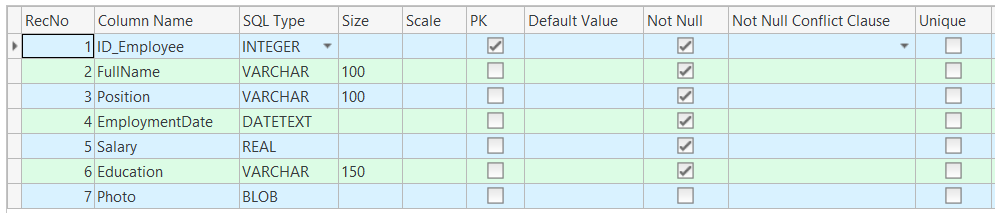 RecNo Column Name SQL Type Size Scale PK Default Value Not Null Not Null Conflict Clause Unique
1 ID_Employee INTEGER
2 FullName VARCHAR 100
3 Position VARCHAR 100
4 EmploymentDate DATETEXT
5 Salary REAL
6 Education VARCHAR 150
7 Photo BLOB